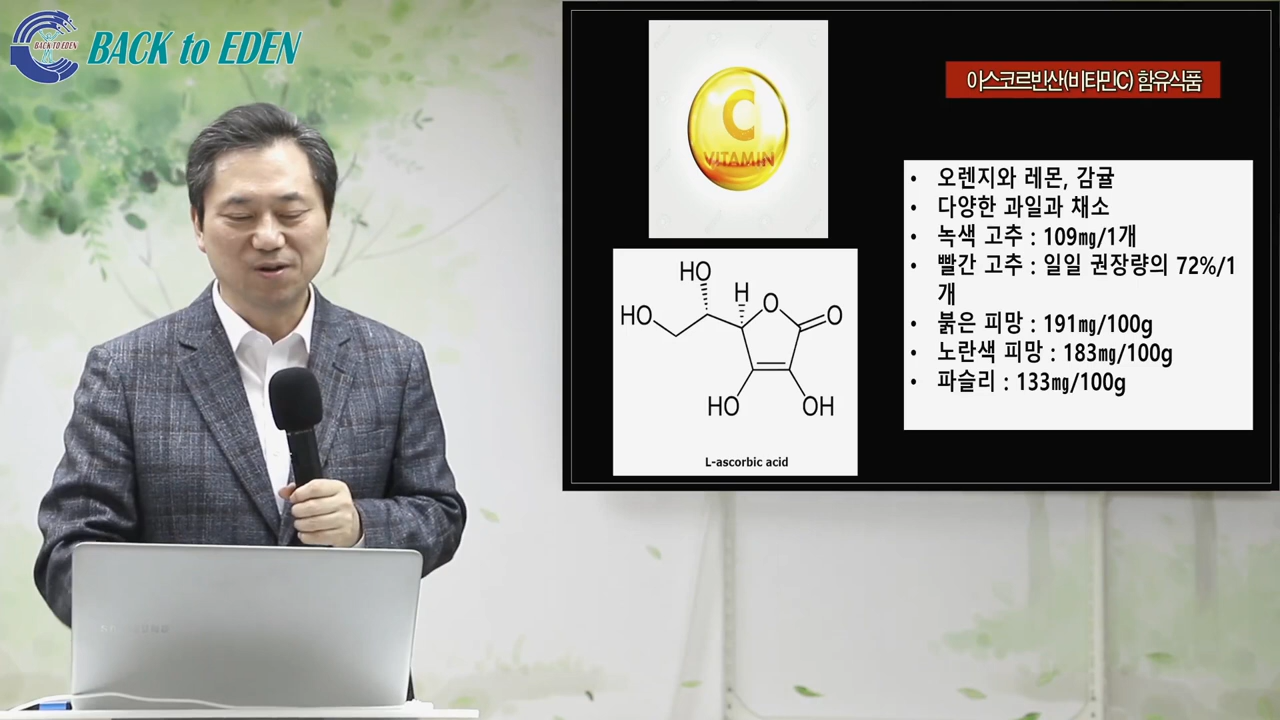 BACK TO EDEN
BACK to EDEN
C
VITAMIN
아스코르빈산(비타민C) 함유식품
• 오렌지와 레몬, 감귤
• 다양한 과일과 채소
• 녹색 고추 : 109㎎/1개
• 빨간 고추 : 일일 권장량의 72%/1
개
• 붉은 피망 : 191㎎/100g
• 노란색 피망 : 183㎎/100g
• 파슬리 : 133㎎/100g
HO
H
O
HO
O
HO
OH
L-ascorbic acid